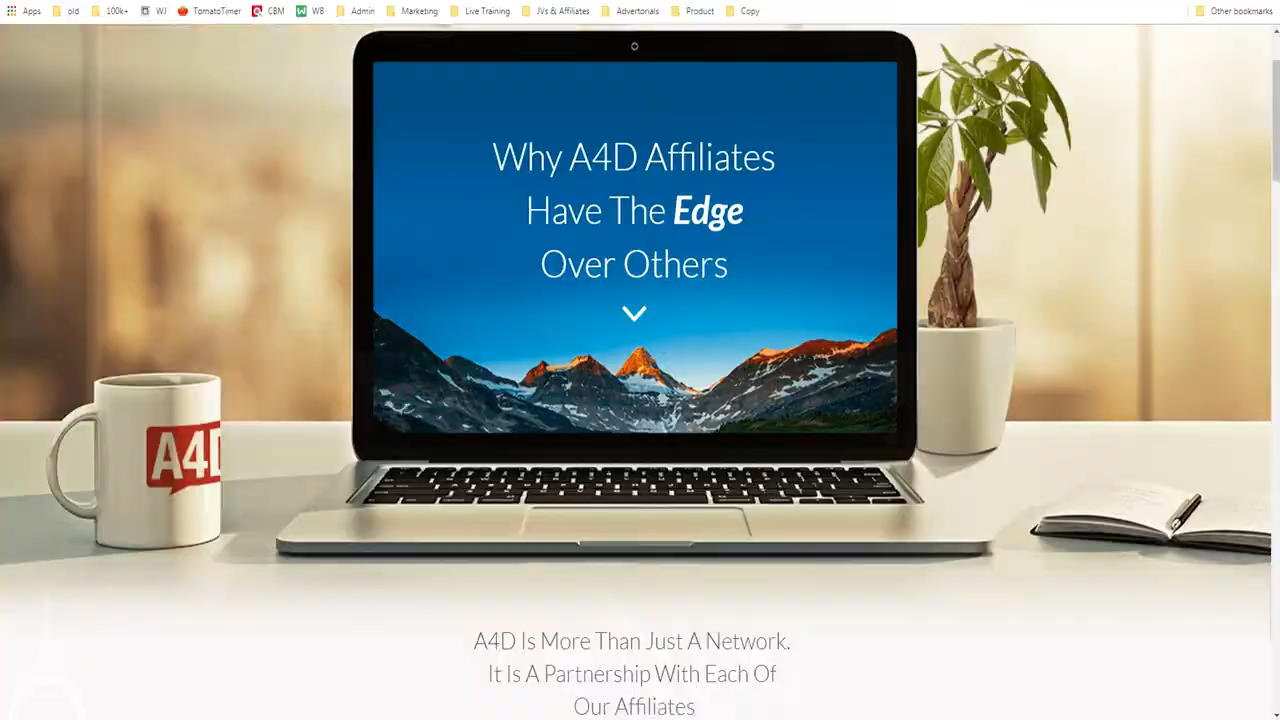 Apps old 100k+ WJ TomatoTimer CBM W8 Admin Marketing Live Training JVs & Affiliates Advertorials Product Copy Other bookmarks
Why A4D Affiliates
Have The Edge
Over Others
A4D
A4D Is More Than Just A Network.
It Is A Partnership With Each Of
Our Affiliates